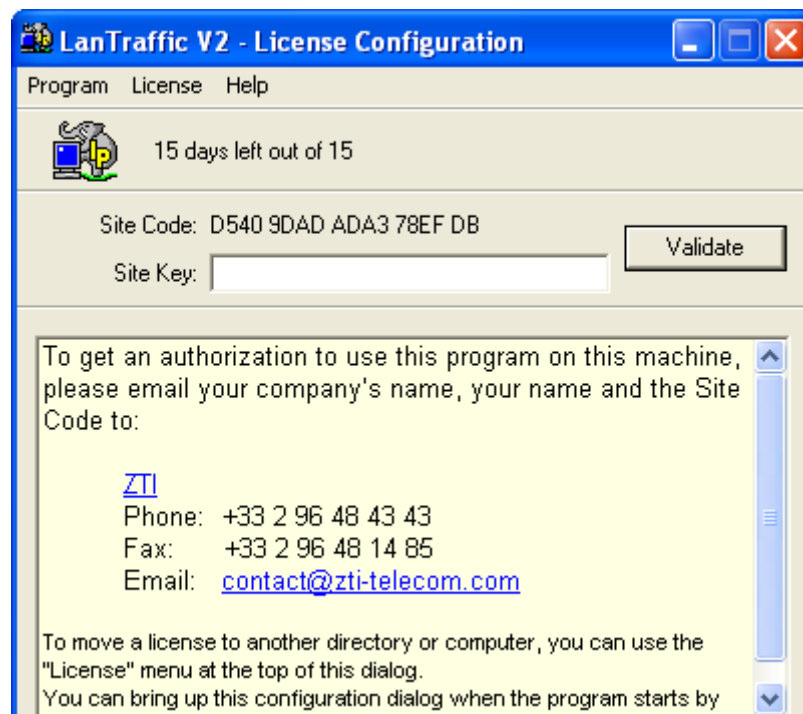 LanTraffic V2 - License Configuration
Program License Help
15 days left out of 15
Site Code: D540 9DAD ADA3 78EF DB
Validate
Site Key:
To get an authorization to use this program on this machine,
please email your company's name, your name and the Site
Code to:
ZTI
Phone: +33 2 96 48 43 43
Fax: +33 2 96 48 14 85
Email: contact@zti-telecom.com
To move a license to another directory or computer, you can use the
"License" menu at the top of this dialog.
You can bring up this configuration dialog when the program starts by